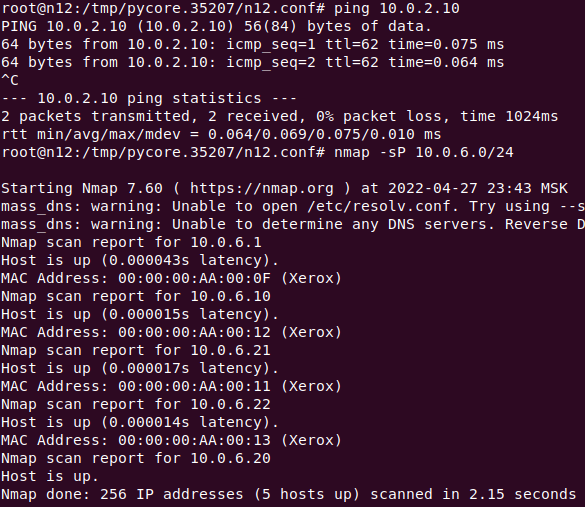 root@n12:/tmp/pycore.35207/n12.conf# ping 10.0.2.10
PING 10.0.2.10 (10.0.2.10) 56(84) bytes of data.
64 bytes from 10.0.2.10: icmp_seq=1 ttl=62 time=0.075 ms
64 bytes from 10.0.2.10: icmp_seq=2 ttl=62 time=0.064 ms
^C
--- 10.0.2.10 ping statistics ---
2 packets transmitted, 2 received, 0% packet loss, time 1024ms
rtt min/avg/max/mdev = 0.064/0.069/0.075/0.010 ms
root@n12:/tmp/pycore.35207/n12.conf# nmap -sP 10.0.6.0/24
Starting Nmap 7.60 ( https://nmap.org ) at 2022-04-27 23:43 MSK
mass_dns: warning: Unable to open /etc/resolv.conf. Try using --s
mass_dns: warning: Unable to determine any DNS servers. Reverse D
Nmap scan report for 10.0.6.1
Host is up (0.000043s latency).
MAC Address: 00:00:00:AA:00:0F (Xerox)
Nmap scan report for 10.0.6.10
Host is up (0.000015s latency).
MAC Address: 00:00:00:AA:00:12 (Xerox)
Nmap scan report for 10.0.6.21
Host is up (0.000017s latency).
MAC Address: 00:00:00:AA:00:11 (Xerox)
Nmap scan report for 10.0.6.22
Host is up (0.000014s latency).
MAC Address: 00:00:00:AA:00:13 (Xerox)
Nmap scan report for 10.0.6.20
Host is up.
Nmap done: 256 IP addresses (5 hosts up) scanned in 2.15 seconds